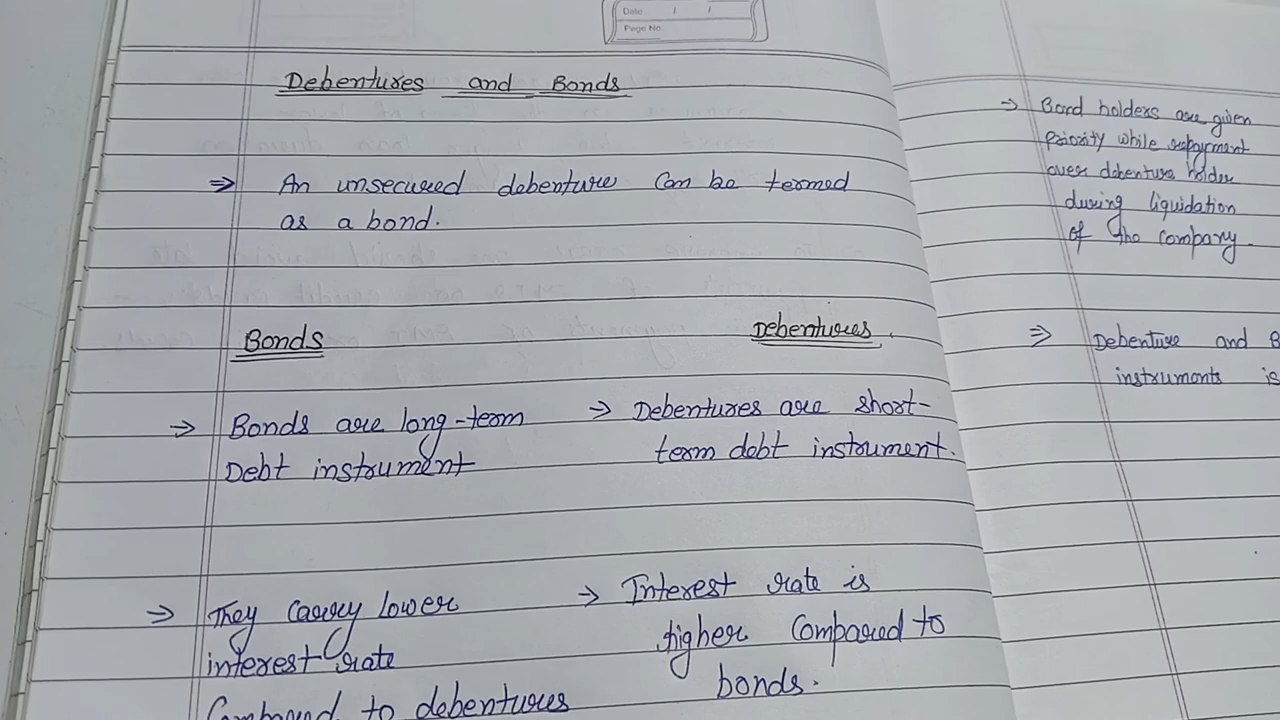 Date / /
Page No.
Debentures and Bonds
⇒ An unsecured debenture can be termed
as a bond.
Bonds
Debentures.
⇒ Bonds are long-term
Debt instrument
⇒ Debentures are short-
term debt instrument.
⇒ They carry lower
interest rate
Compared to debentures
⇒ Interest rate is
higher compared to
bonds.
⇒ Bond holders are given
priority while repayment
over debenture holder
during liquidation
of the company.
⇒ Debenture and B
instruments is